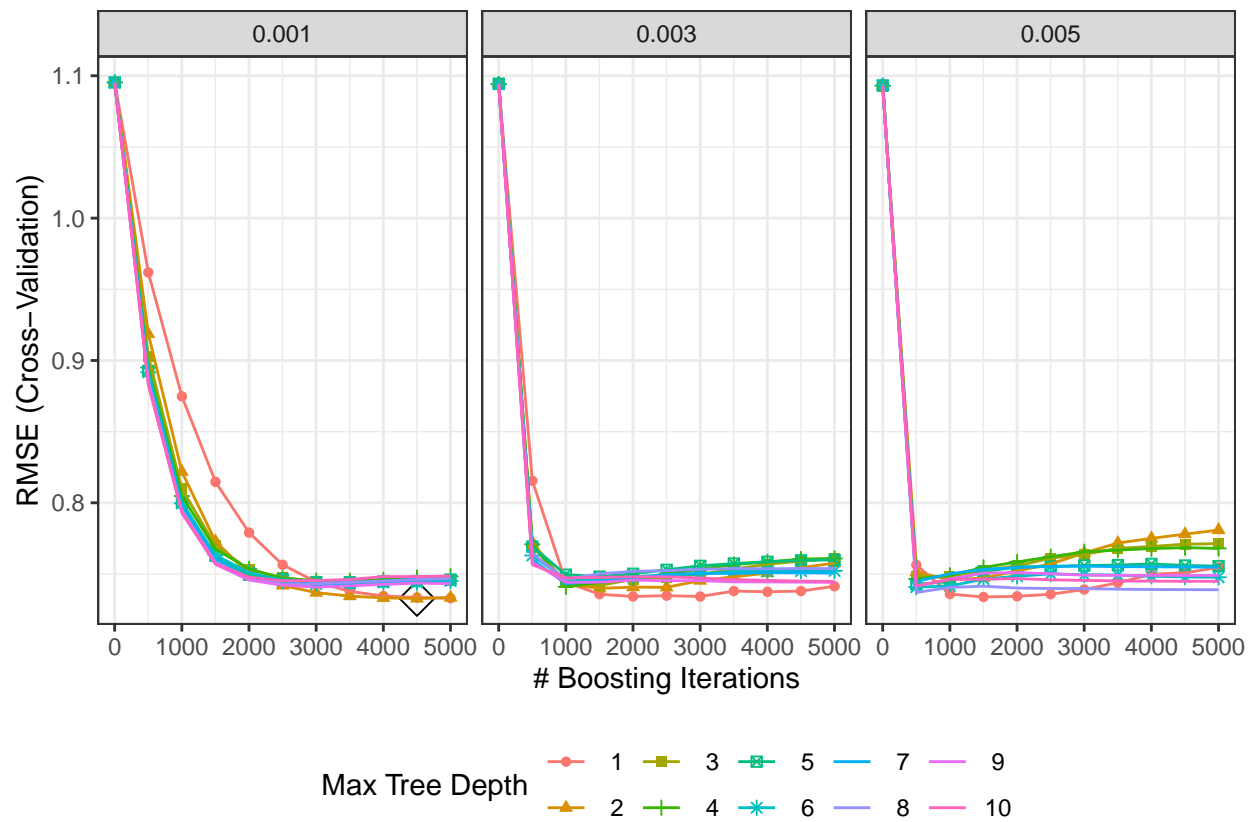 0.001 0.003 0.005
1.1
1.0
0.9
0.8
RMSE (Cross−Validation)
0 1000 2000 3000 4000 5000 0 1000 2000 3000 4000 5000 0 1000 2000 3000 4000 5000
# Boosting Iterations
Max Tree Depth
1 3 5 7 9
2 4 6 8 10